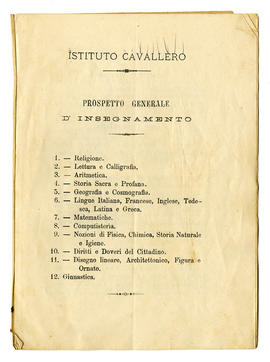 ISTITUTO CAVALLERO
PROSPETTO GENERALE
D'INSEGNAMENTO
1. — Religione.
2. — Lettura e Calligrafia.
3. — Aritmetica.
4. — Storia Sacra e Profano.
5. — Geografia e Cosmografia.
6. — Lingue Italiana, Francese, Inglese, Tede-
sca, Latina e Greca.
7. — Matematiche.
8. — Computisteria.
9. — Nozioni di Fisica, Chimica, Storia Naturale
e Igiene.
10. — Diritti e Doveri del Cittadino.
11. — Disegno lineare, Architettonico, Figura e
Ornato.
12. Ginnastica.